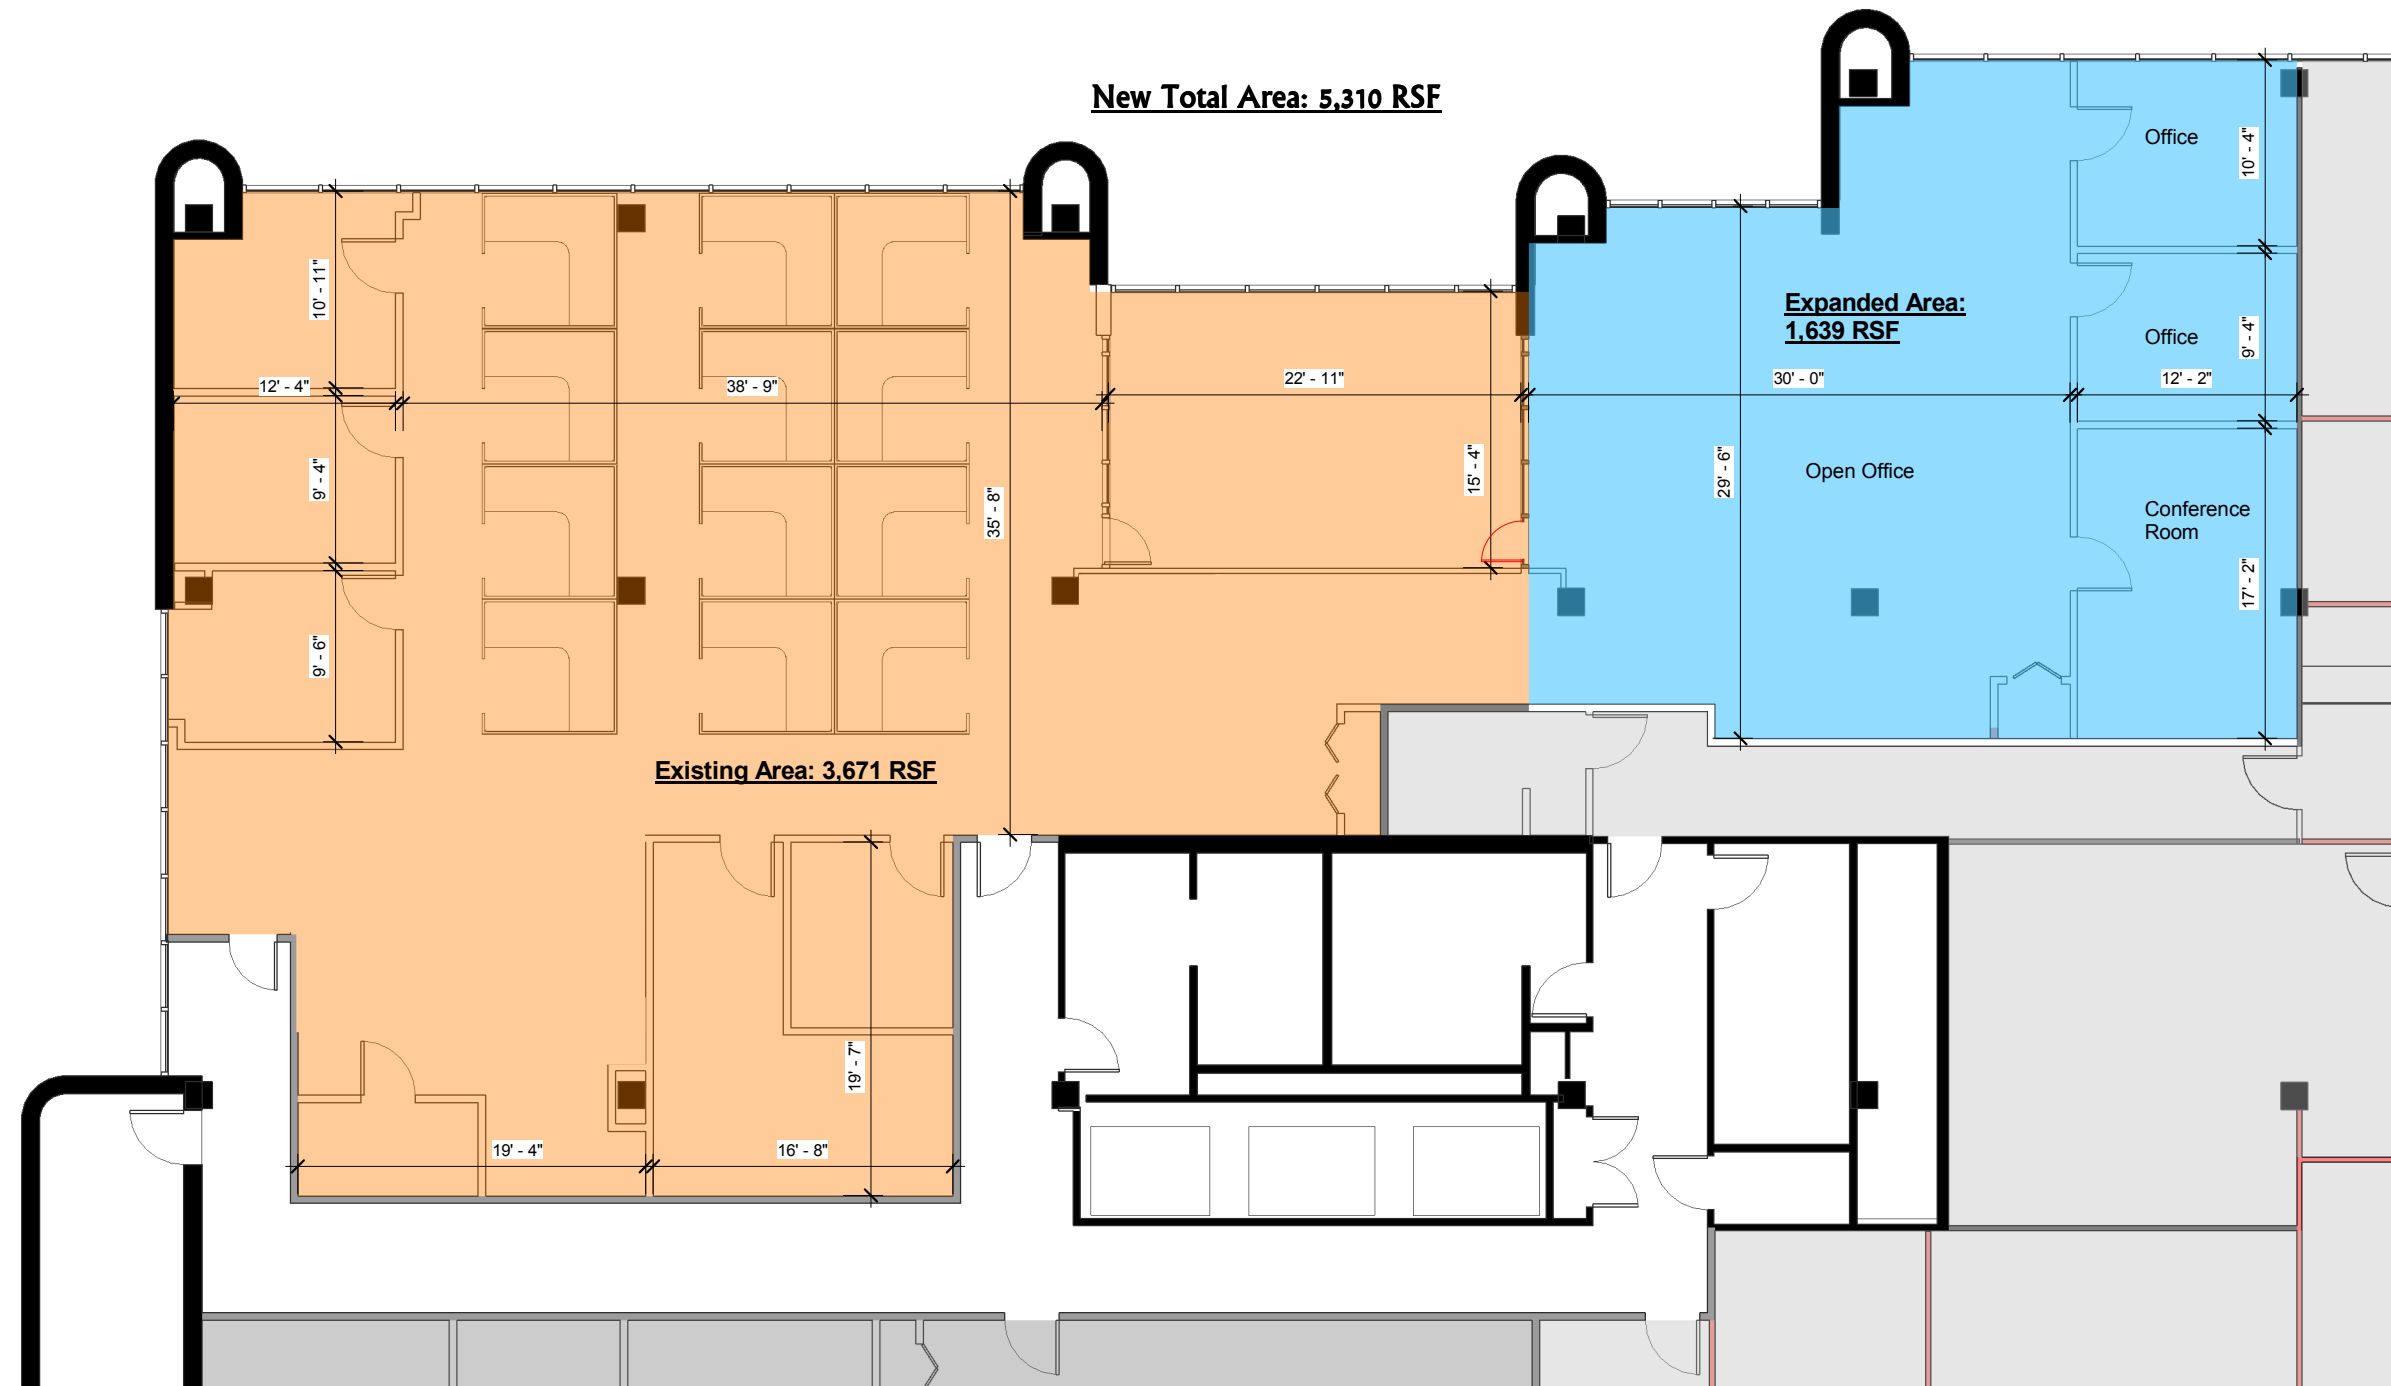 New Total Area: 5,310 RSF
Office
10' - 4"
10' - 11"
Expanded Area:
1,639 RSF
Office
9' - 4"
12' - 4"
38' - 9"
22' - 11"
30' - 0"
12' - 2"
9' - 4"
35' - 8"
15' - 4"
29' - 6"
Open Office
Conference
Room
17' - 2"
9' - 6"
Existing Area: 3,671 RSF
19' - 7"
19' - 4"
16' - 8"